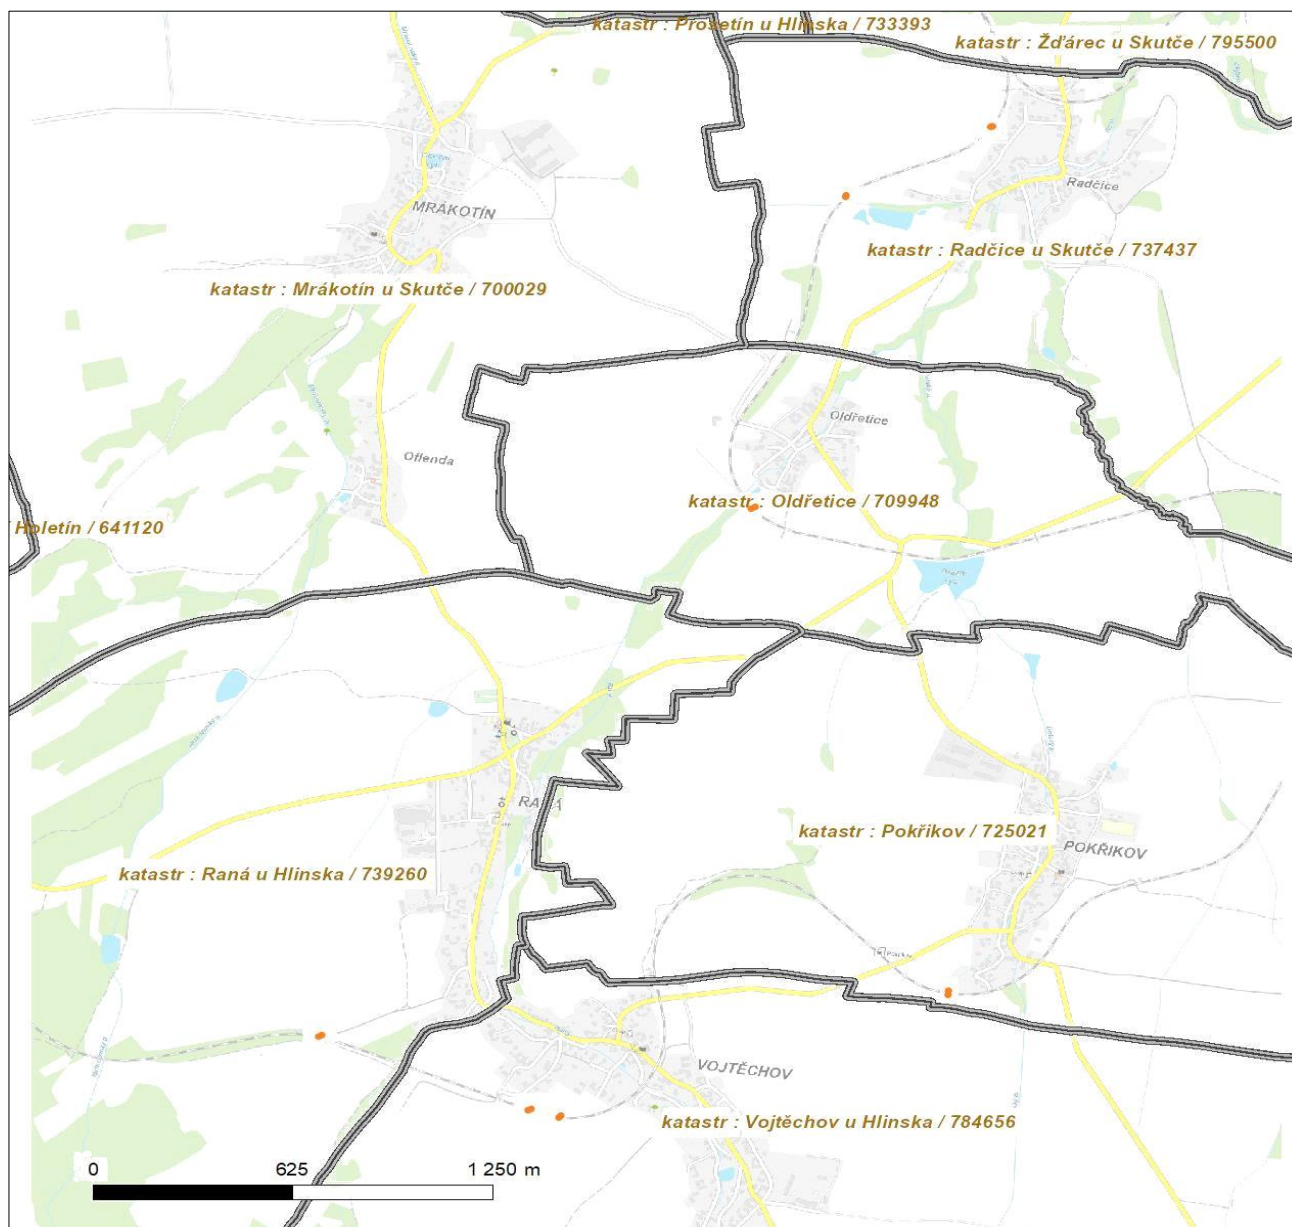 katastr : Prosetín u Hlinska / 733393
katastr : Žďárec u Skutče / 795500
Radčice
MRÁKOTÍN
katastr : Radčice u Skutče / 737437
katastr : Mrákotín u Skutče / 700029
Oldřetice
Oflenda
katastr : Oldřetice / 709948
Holetín / 641120
RANÁ
katastr : Pokřikov / 725021
POKŘIKOV
katastr : Raná u Hlinska / 739260
VOJTĚCHOV
katastr : Vojtěchov u Hlinska / 784656
0 625 1 250 m